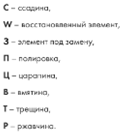 С – ссадина,
W – восстановленный элемент,
З – элемент под замену,
П – полировка,
Ц – царапина,
В – вмятина,
Т – трещина,
Р – ржавчина.